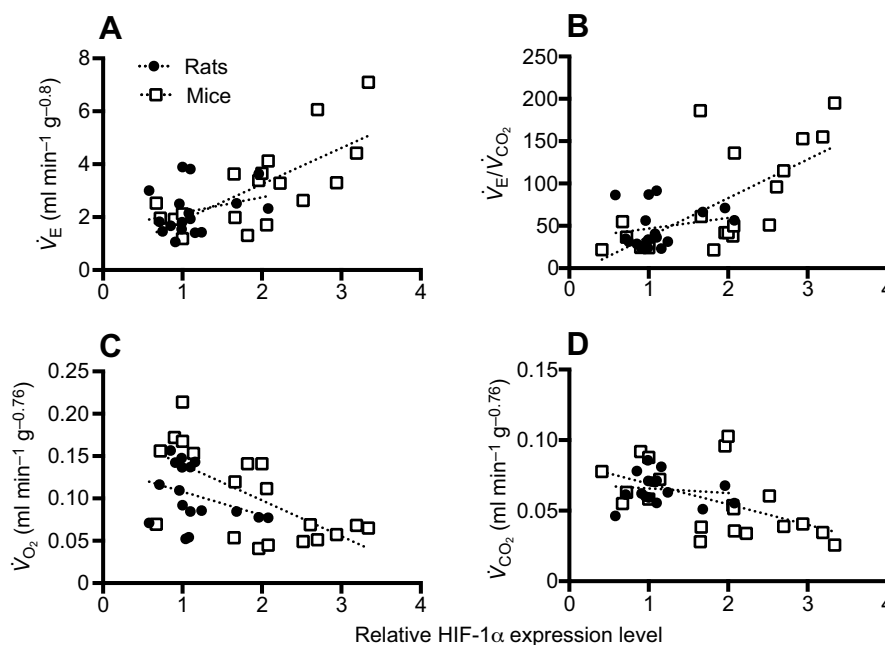 A
8
6
4
2
0
V̇E (ml min⁻¹ g⁻⁰·⁸)
Rats
Mice
0 1 2 3 4
B
250
200
150
100
50
0
V̇E/V̇CO₂
0 1 2 3 4
C
0.25
0.20
0.15
0.10
0.05
0
V̇O₂ (ml min⁻¹ g⁻⁰·⁷⁶)
0 1 2 3 4
D
0.15
0.10
0.05
0
V̇CO₂ (ml min⁻¹ g⁻⁰·⁷⁶)
0 1 2 3 4
Relative HIF-1α expression level